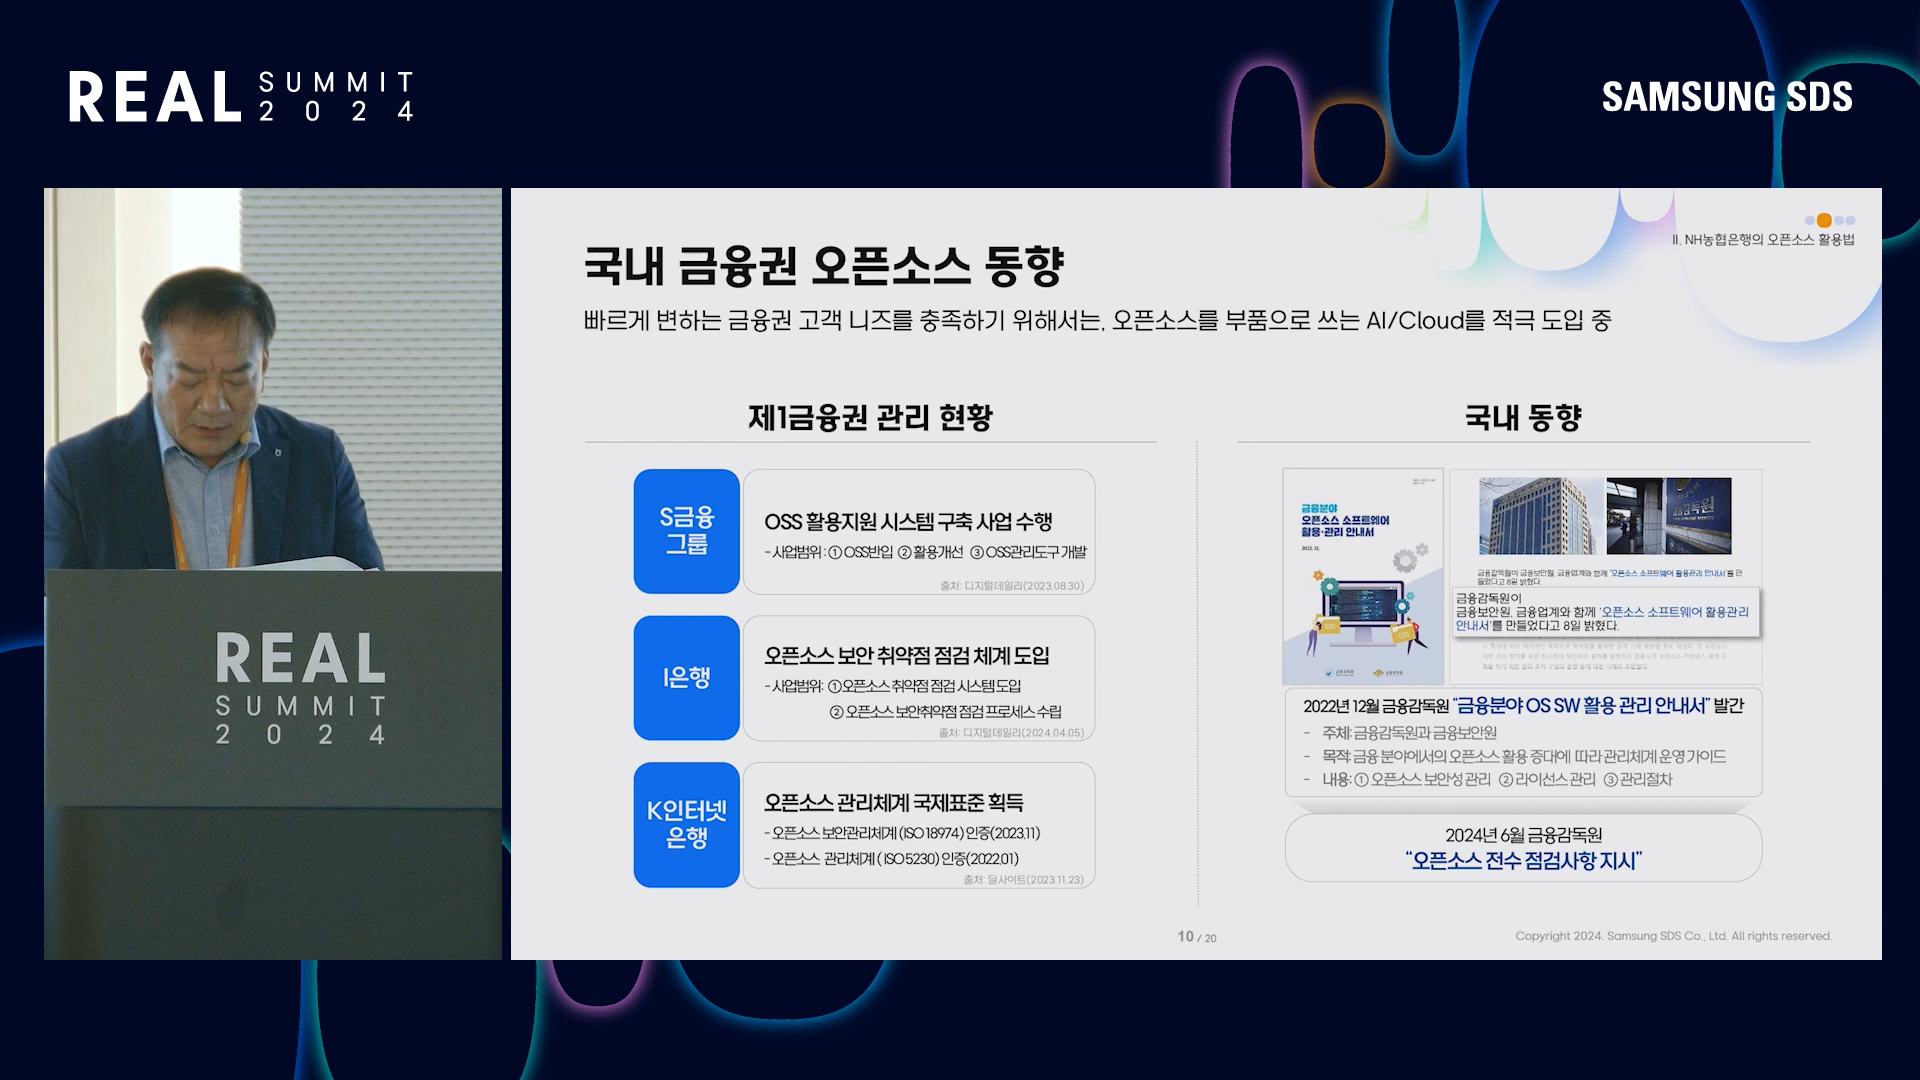 REAL SUMMIT 2024
SAMSUNG SDS
II. NH농협은행의 오픈소스 활용법
국내 금융권 오픈소스 동향
빠르게 변하는 금융권 고객 니즈를 충족하기 위해서는, 오픈소스를 부품으로 쓰는 AI/Cloud를 적극 도입 중
제1금융권 관리 현황
S금융
그룹
OSS 활용지원 시스템 구축 사업 수행
- 사업범위 : ① OSS반입 ② 활용개선 ③ OSS관리도구 개발
출처: 디지털데일리(2023.08.30)
I은행
오픈소스 보안 취약점 점검 체계 도입
- 사업범위: ① 오픈소스 취약점 점검 시스템 도입
② 오픈소스 보안취약점 점검 프로세스 수립
출처: 디지털데일리(2024.04.05)
K인터넷
은행
오픈소스 관리체계 국제표준 획득
- 오픈소스 보안관리체계 (ISO 18974) 인증(2023.11)
- 오픈소스 관리체계 ( ISO 5230) 인증(2022.01)
출처: 딜사이트(2023.11.23)
국내 동향
금융분야
오픈소스 소프트웨어
활용·관리 안내서
2022. 12.
OSS
OSS
금융감독원
금융보안원
금융감독원
금융감독원이 금융보안원, 금융업계와 함께 '오픈소스 소프트웨어 활용관리 안내서'를 만
들었다고 8일 밝혔다.
금융감독원이
금융보안원, 금융업계와 함께 '오픈소스 소프트웨어 활용관리
안내서'를 만들었다고 8일 밝혔다.
2022년 12월 금융감독원 “금융분야 OS SW 활용 관리 안내서” 발간
- 주체: 금융감독원과 금융보안원
- 목적: 금융 분야에서의 오픈소스 활용 증대에 따라 관리체계 운영 가이드
- 내용: ① 오픈소스 보안성 관리 ② 라이선스 관리 ③ 관리절차
2024년 6월 금융감독원
“오픈소스 전수 점검사항 지시”
10 / 20
Copyright 2024. Samsung SDS Co., Ltd. All rights reserved.
REAL
SUMMIT
2024